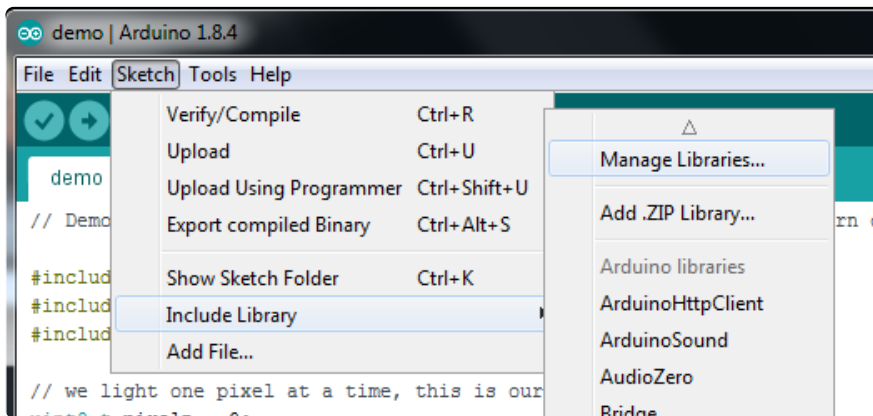 demo | Arduino 1.8.4
File Edit Sketch Tools Help
Verify/Compile Ctrl+R
Upload Ctrl+U
Upload Using Programmer Ctrl+Shift+U
Export compiled Binary Ctrl+Alt+S
Show Sketch Folder Ctrl+K
Include Library
Add File...
Manage Libraries...
Add .ZIP Library...
Arduino libraries
ArduinoHttpClient
ArduinoSound
AudioZero
Bridge
demo
// Demo
#includ
#includ
#includ
// we light one pixel at a time, this is our